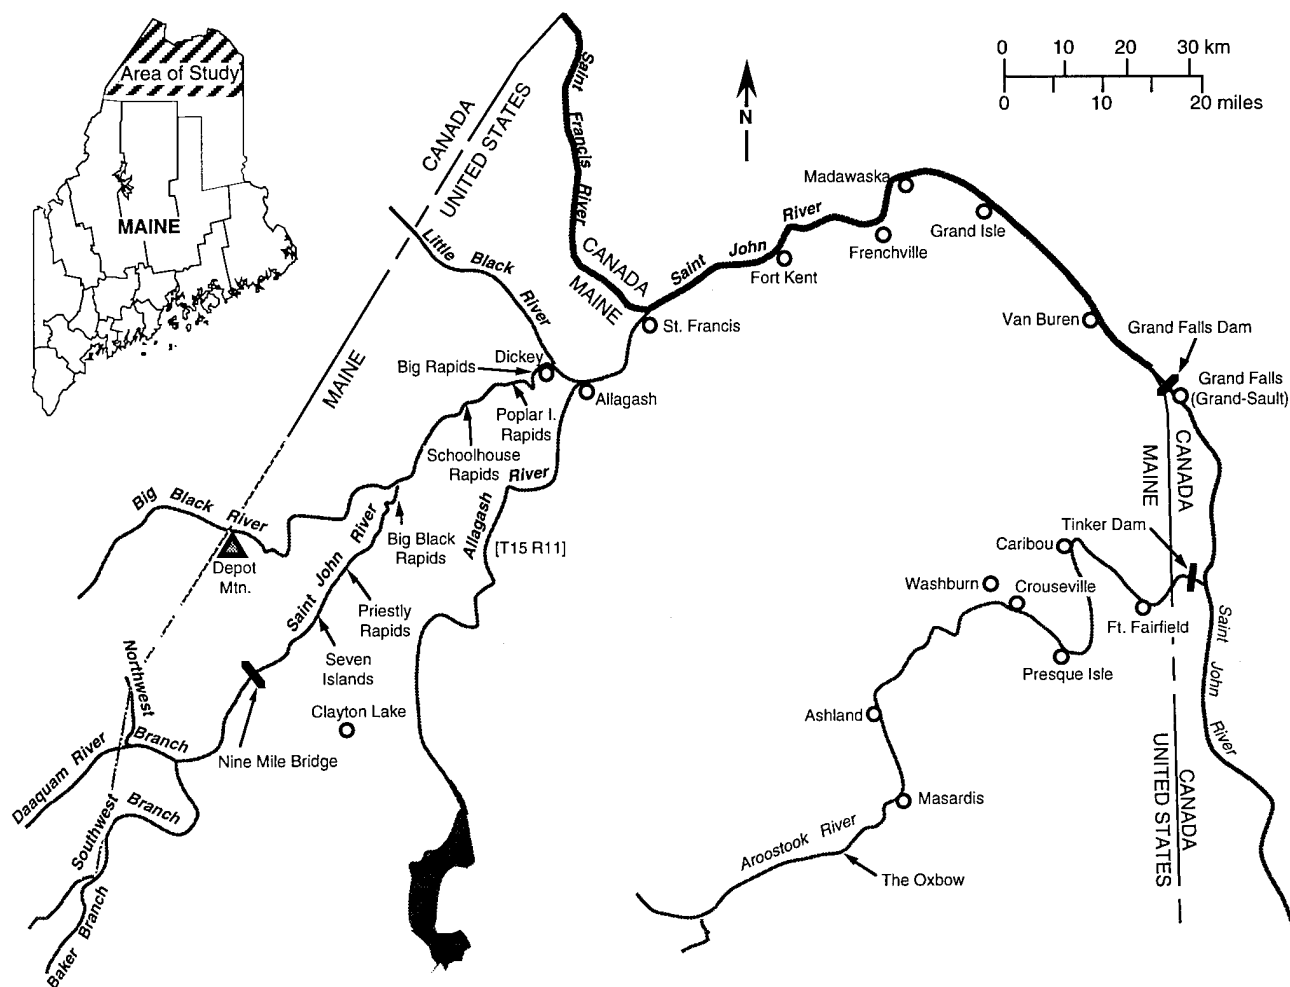 Area of Study
MAINE
CANADA
UNITED STATES
Saint Francis River
N
0 10 20 30 km
0 10 20 miles
Madawaska
Saint John River
Grand Isle
Frenchville
Fort Kent
CANADA
MAINE
Little Black River
St. Francis
Van Buren
Grand Falls Dam
Grand Falls
(Grand-Sault)
MAINE
Dickey
Big Rapids
Allagash
Poplar I.
Rapids
Schoolhouse
Rapids
Allagash River
[T15 R11]
Big Black River
Depot
Mtn.
Big Black
Rapids
Saint John River
Priestly
Rapids
Seven
Islands
Clayton Lake
Nine Mile Bridge
Northwest Branch
Daaquam River
Southwest Branch
Baker Branch
CANADA
MAINE
Tinker Dam
Caribou
Washburn
Crouseville
Ft. Fairfield
Presque Isle
Ashland
Masardis
Aroostook River
The Oxbow
Saint John River
CANADA
UNITED STATES